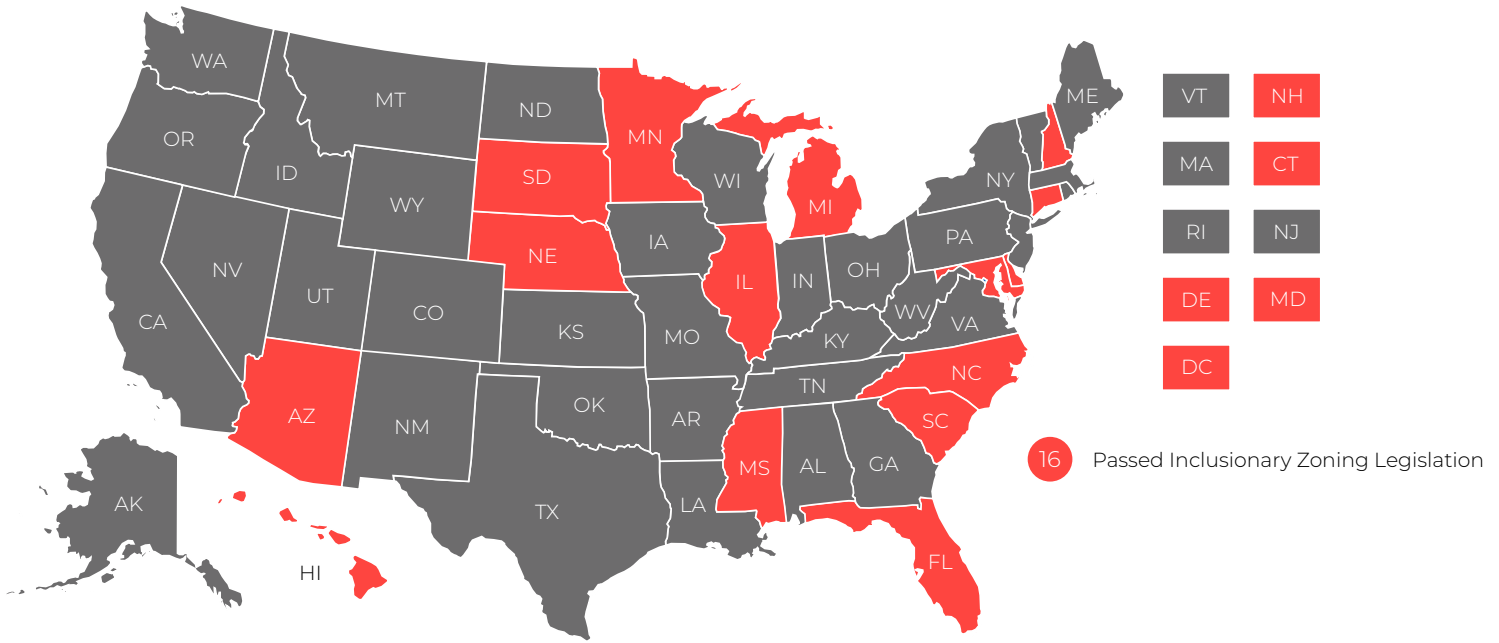 WA
MT
ND
MN
ME
VT
NH
OR
ID
SD
WI
MI
NY
MA
CT
WY
NE
IA
PA
RI
NJ
NV
UT
CO
IL
IN
OH
WV
VA
DE
MD
CA
KS
MO
KY
DC
AZ
NM
OK
AR
TN
NC
SC
MS
AL
GA
16 Passed Inclusionary Zoning Legislation
AK
TX
LA
FL
HI